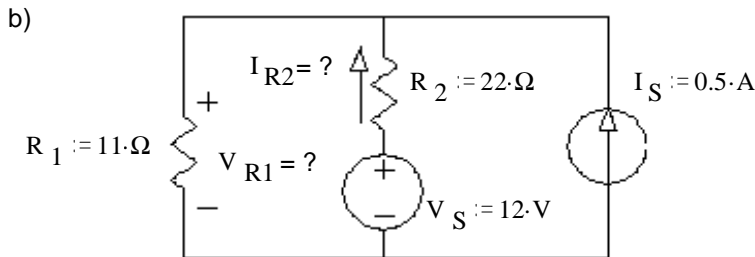 b)
I R2 = ?
R 2 := 22·Ω
I S := 0.5·A
+
R 1 := 11·Ω
V R1 = ?
+
−
−
V S := 12·V